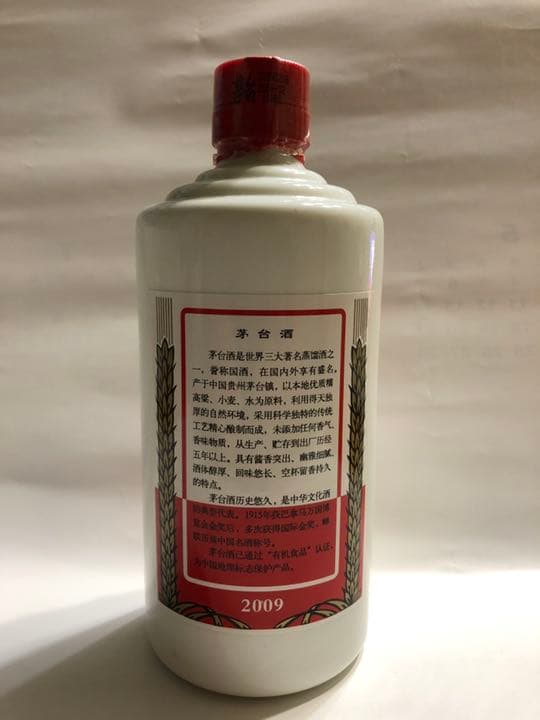 茅台酒
茅台酒是世界三大著名蒸馏酒之
一，誉称国酒，在国内外享有盛名。
产于中国贵州茅台镇，以本地优质糯
高粱、小麦、水为原料，利用得天独
厚的自然环境，采用科学独特的传统
工艺精心酿制而成，未添加任何香气、
香味物质，从生产、贮存到出厂历经
五年以上。具有酱香突出、幽雅细腻、
酒体醇厚、回味悠长、空杯留香持久
的特点。
茅台酒历史悠久，是中华文化酒
的典型代表。1915年获巴拿马万国博
览会金奖后，多次获得国际金奖，蝉
联历届中国名酒称号。
茅台酒已通过"有机食品"认证，
为中国地理标志保护产品。
2009